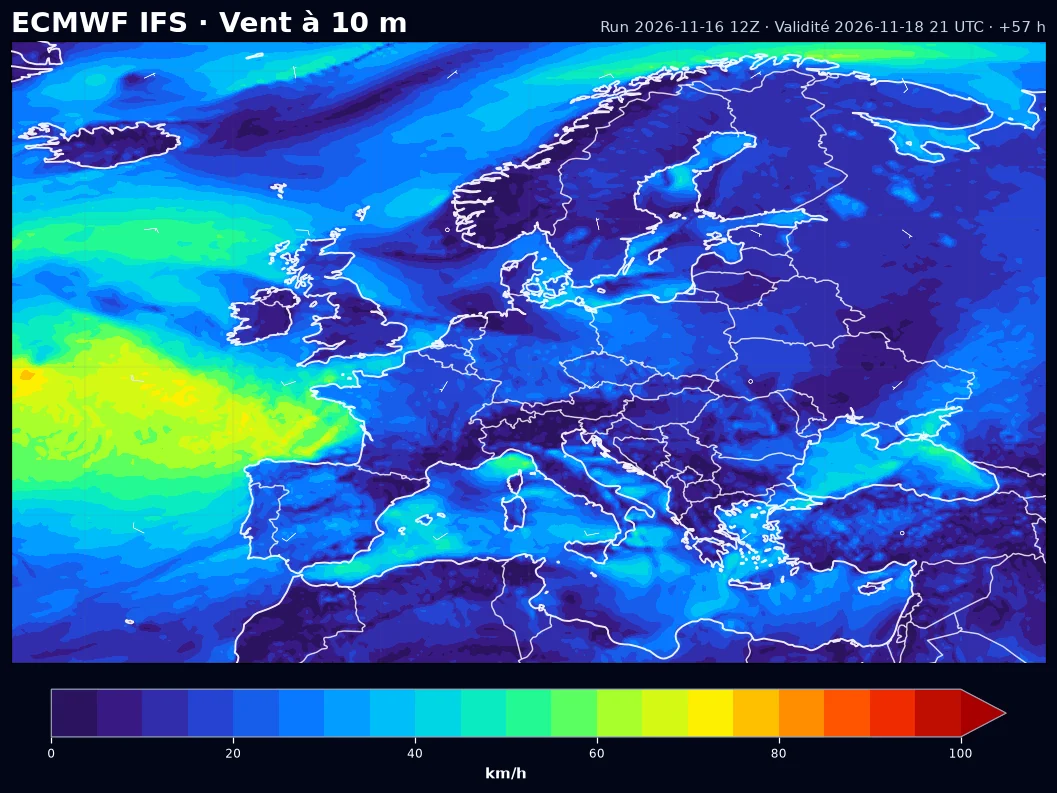 ECMWF IFS · Vent à 10 m
Run 2026-11-16 12Z · Validité 2026-11-18 21 UTC · +57 h
0 20 40 60 80 100
km/h